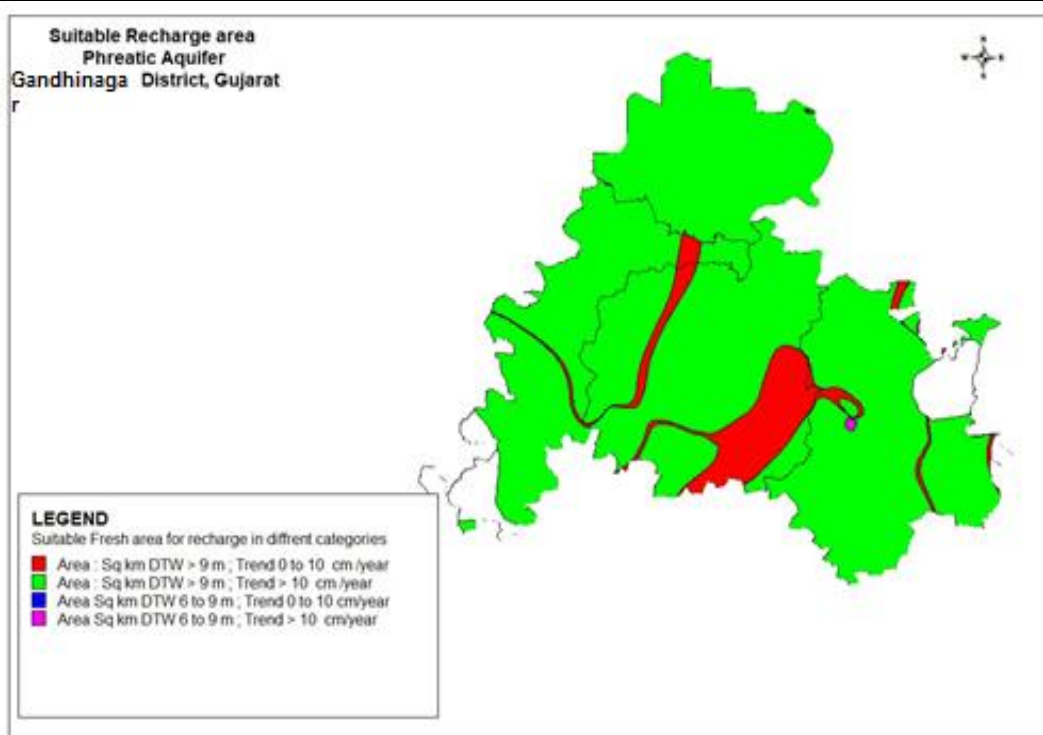 Suitable Recharge area
Phreatic Aquifer
Gandhinaga District, Gujarat
r
N
W E
S
LEGEND
Suitable Fresh area for recharge in diffrent categories
Area : Sq km DTW > 9 m ; Trend 0 to 10 cm /year
Area : Sq km DTW > 9 m ; Trend > 10 cm /year
Area Sq km DTW 6 to 9 m ; Trend 0 to 10 cm/year
Area Sq km DTW 6 to 9 m ; Trend > 10 cm/year